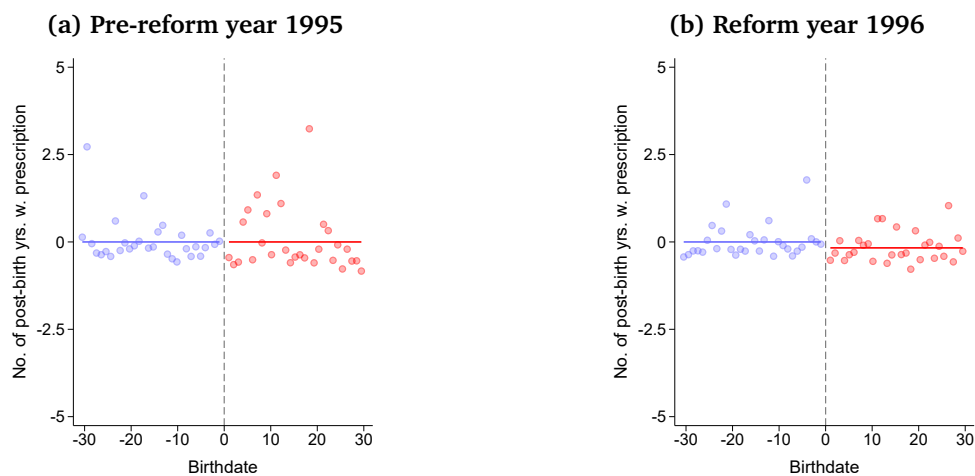 (a) Pre-reform year 1995
No. of post-birth yrs. w. prescription
5
2.5
0
-2.5
-5
-30 -20 -10 0 10 20 30
Birthdate
(b) Reform year 1996
No. of post-birth yrs. w. prescription
5
2.5
0
-2.5
-5
-30 -20 -10 0 10 20 30
Birthdate